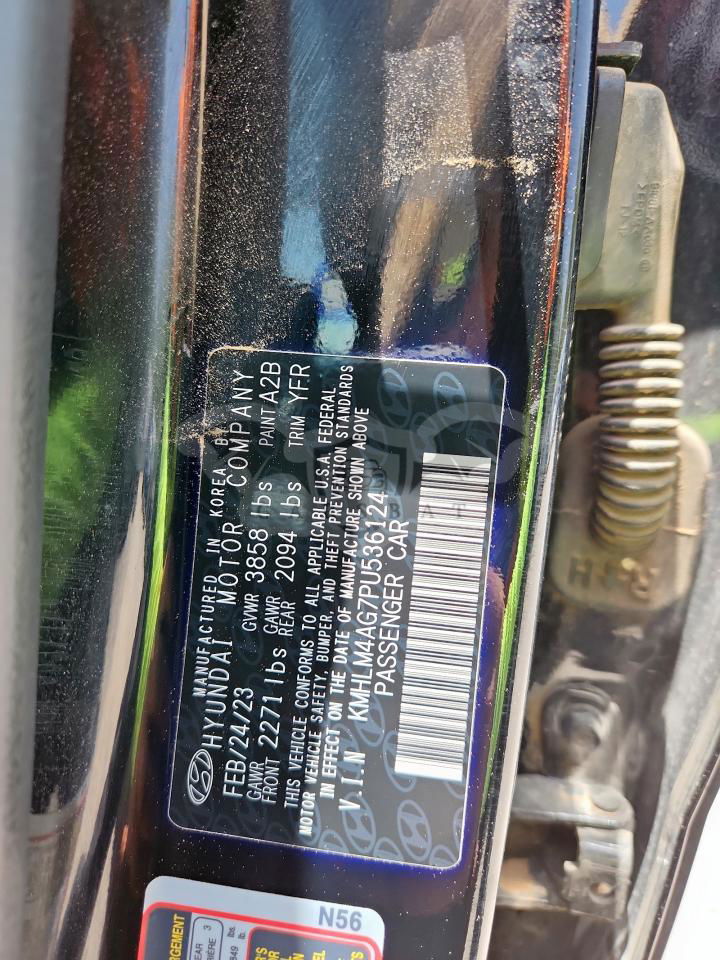 MANUFACTURED IN KOREA BY
HYUNDAI MOTOR COMPANY
FEB/24/23 GVWR 3858 lbs PAINT A2B
GAWR FRONT 2271 lbs GAWR REAR 2094 lbs TRIM YFR
THIS VEHICLE CONFORMS TO ALL APPLICABLE U.S.A. FEDERAL
MOTOR VEHICLE SAFETY, BUMPER, AND THEFT PREVENTION STANDARDS
IN EFFECT ON THE DATE OF MANUFACTURE SHOWN ABOVE
V.I.N KMHLM4AG7PU536124
PASSENGER CAR
N56
RH